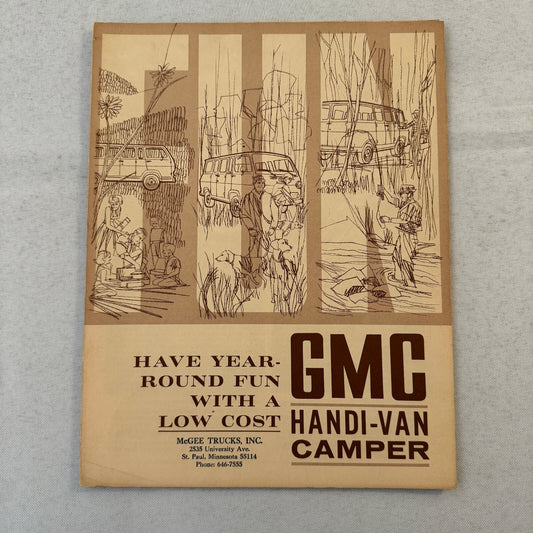 HAVE YEAR-
ROUND FUN
WITH A
LOW COST
GMC
HANDI-VAN
CAMPER
McGEE TRUCKS, INC.
2535 University Ave.
St. Paul, Minnesota 55114
Phone: 646-7555